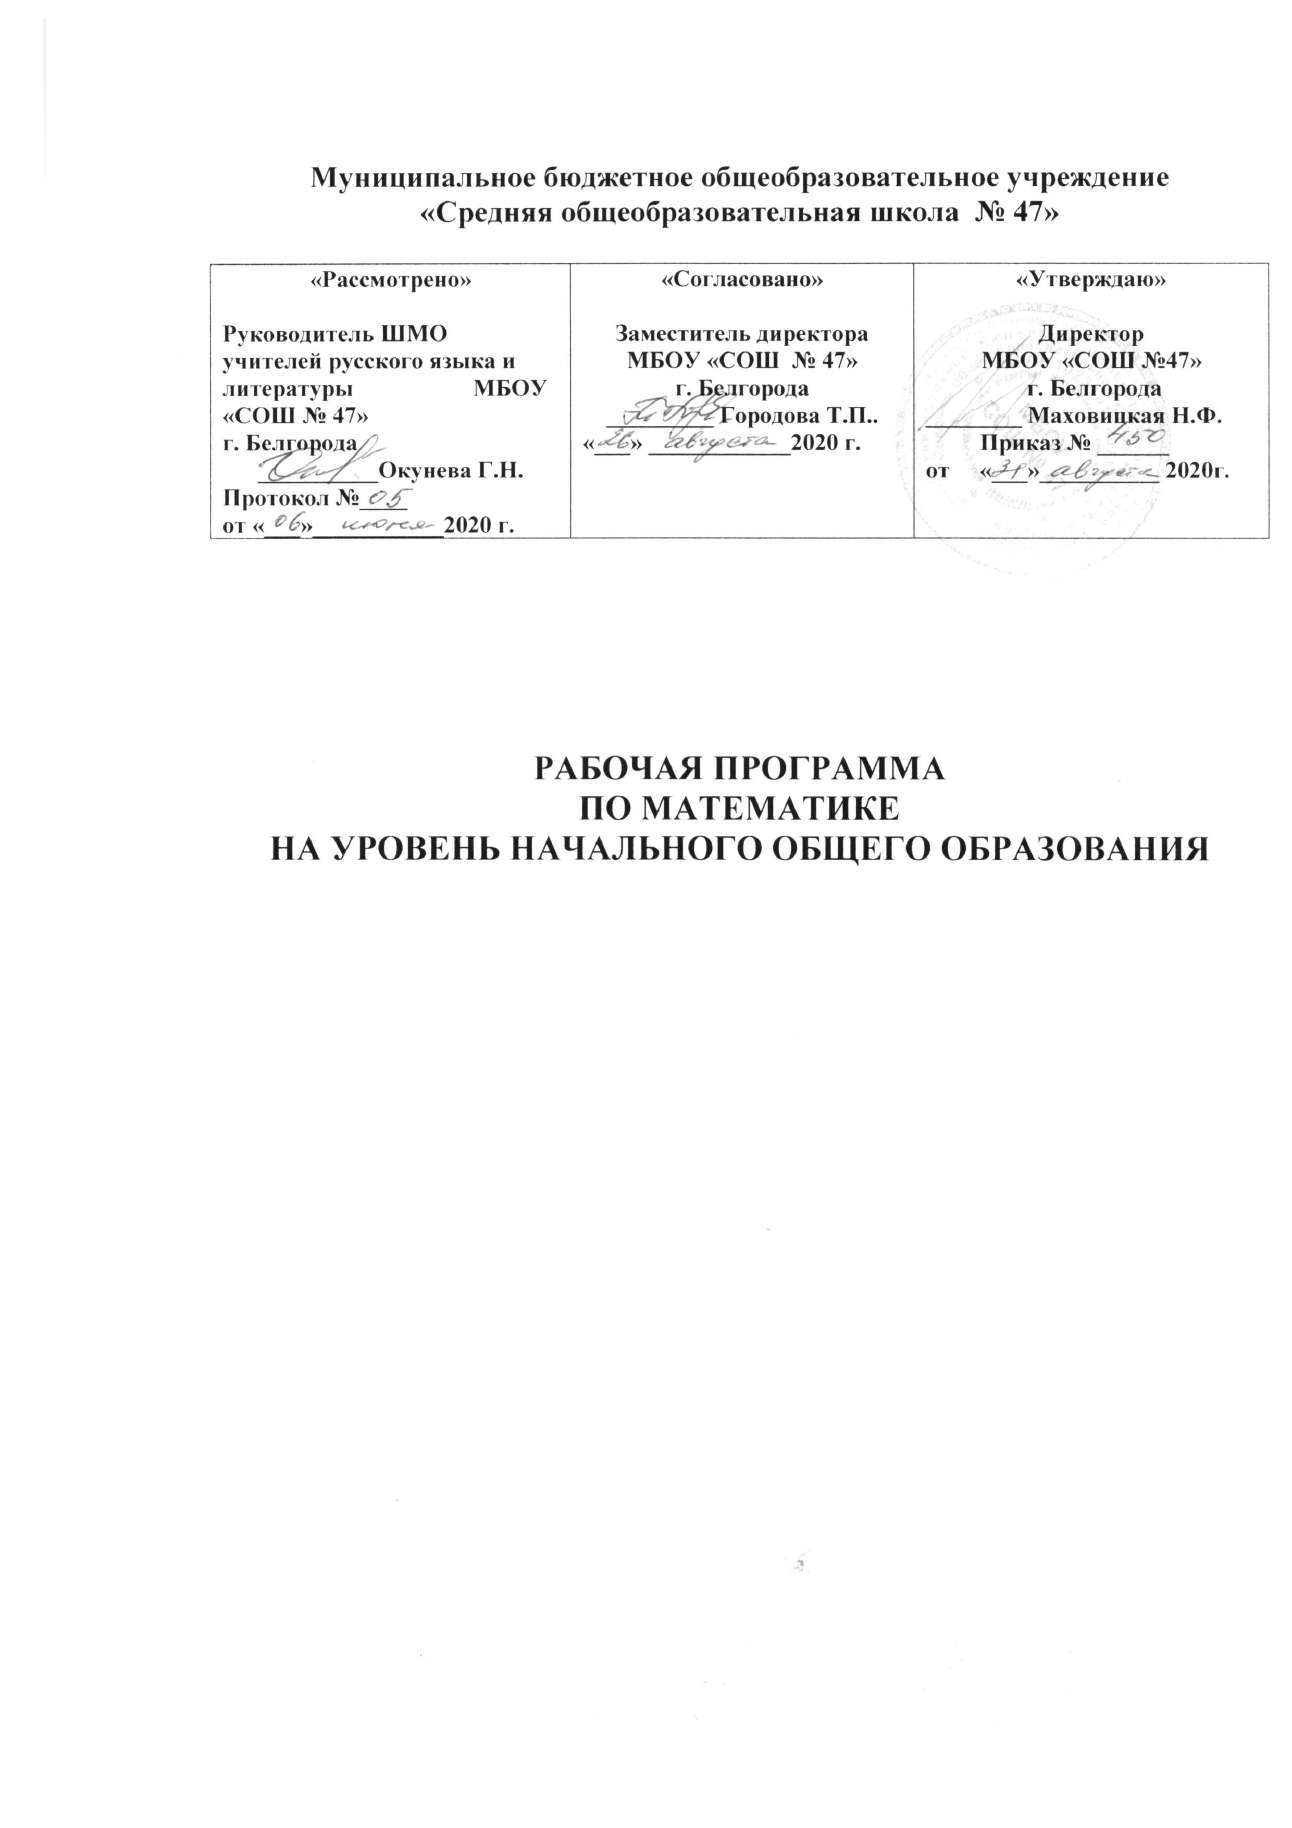 Муниципальное бюджетное общеобразовательное учреждение
«Средняя общеобразовательная школа № 47»
«Рассмотрено»
Руководитель ШМО
учителей русского языка и
литературы МБОУ
«СОШ № 47»
г. Белгорода
____________Окунева Г.Н.
Протокол № 05
от « 06 » июня 2020 г.
«Согласовано»
Заместитель директора
МБОУ «СОШ № 47»
г. Белгорода
_________ Городова Т.П..
«26» августа 2020 г.
«Утверждаю»
Директор
МБОУ «СОШ №47»
г. Белгорода
________ Маховицкая Н.Ф.
Приказ № 450
от «31» августа 2020г.
РАБОЧАЯ ПРОГРАММА
ПО МАТЕМАТИКЕ
НА УРОВЕНЬ НАЧАЛЬНОГО ОБЩЕГО ОБРАЗОВАНИЯ